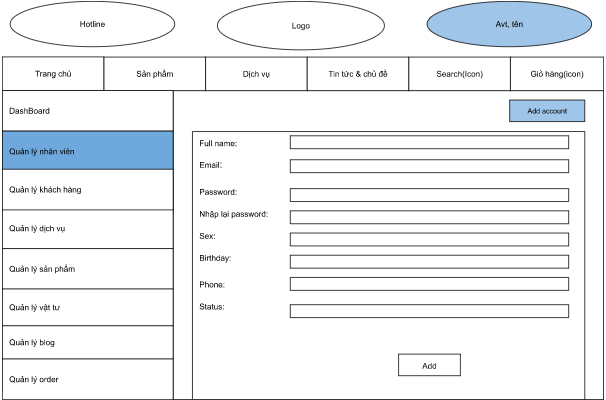 Hotline
Logo
Avt, tên
Trang chủ
Sản phẩm
Dịch vụ
Tin tức & chủ đề
Search(Icon)
Giỏ hàng(icon)
DashBoard
Add account
Quản lý nhân viên
Full name:
Email:
Quản lý khách hàng
Password:
Nhập lại password:
Quản lý dịch vụ
Sex:
Birthday:
Quản lý sản phẩm
Phone:
Quản lý vật tư
Status:
Quản lý blog
Add
Quản lý order